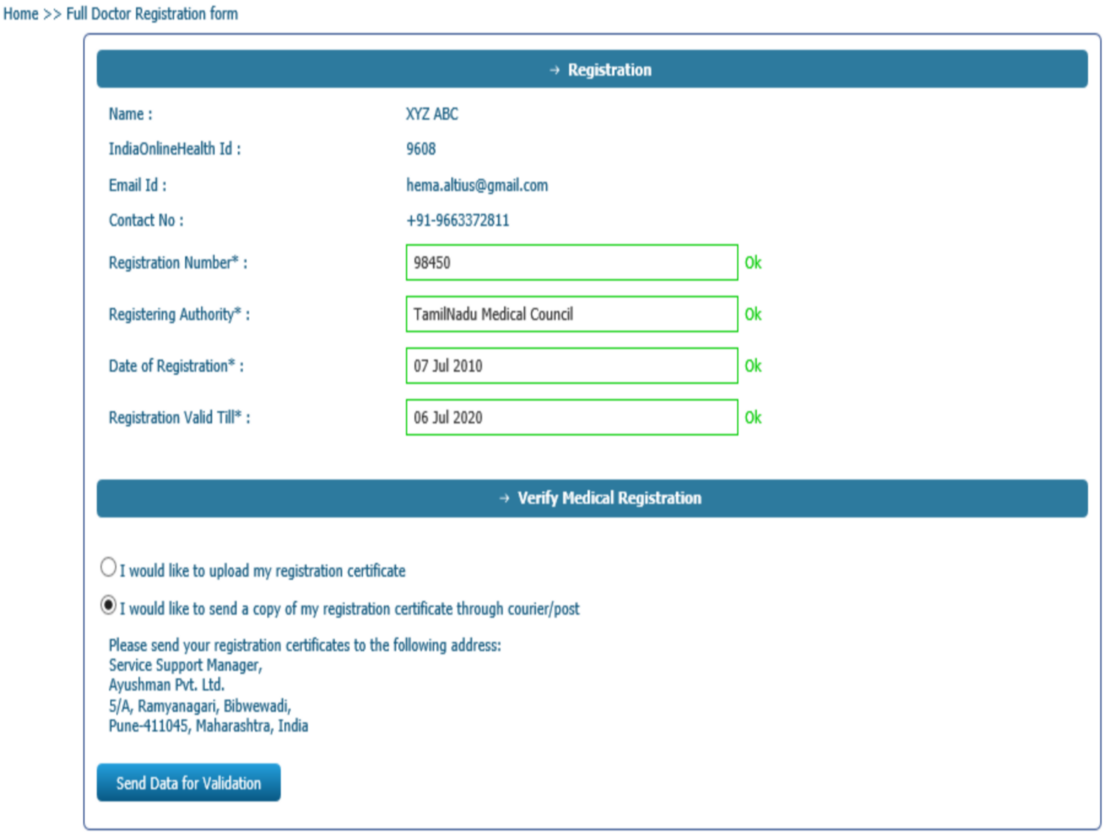 Home >> Full Doctor Registration form
→ Registration
Name : XYZ ABC
IndiaOnlineHealth Id : 9608
Email Id : hema.altius@gmail.com
Contact No : +91-9663372811
Registration Number* : 98450 Ok
Registering Authority* : TamilNadu Medical Council Ok
Date of Registration* : 07 Jul 2010 Ok
Registration Valid Till* : 06 Jul 2020 Ok
→ Verify Medical Registration
I would like to upload my registration certificate
I would like to send a copy of my registration certificate through courier/post
Please send your registration certificates to the following address:
Service Support Manager,
Ayushman Pvt. Ltd.
5/A, Ramyanagari, Bibwewadi,
Pune-411045, Maharashtra, India
Send Data for Validation